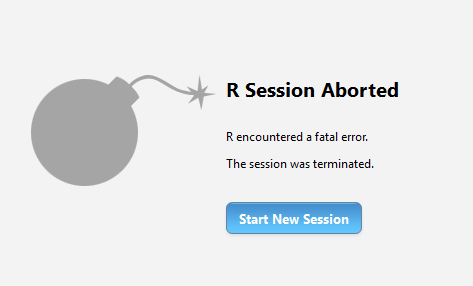 R Session Aborted
R encountered a fatal error.
The session was terminated.
Start New Session